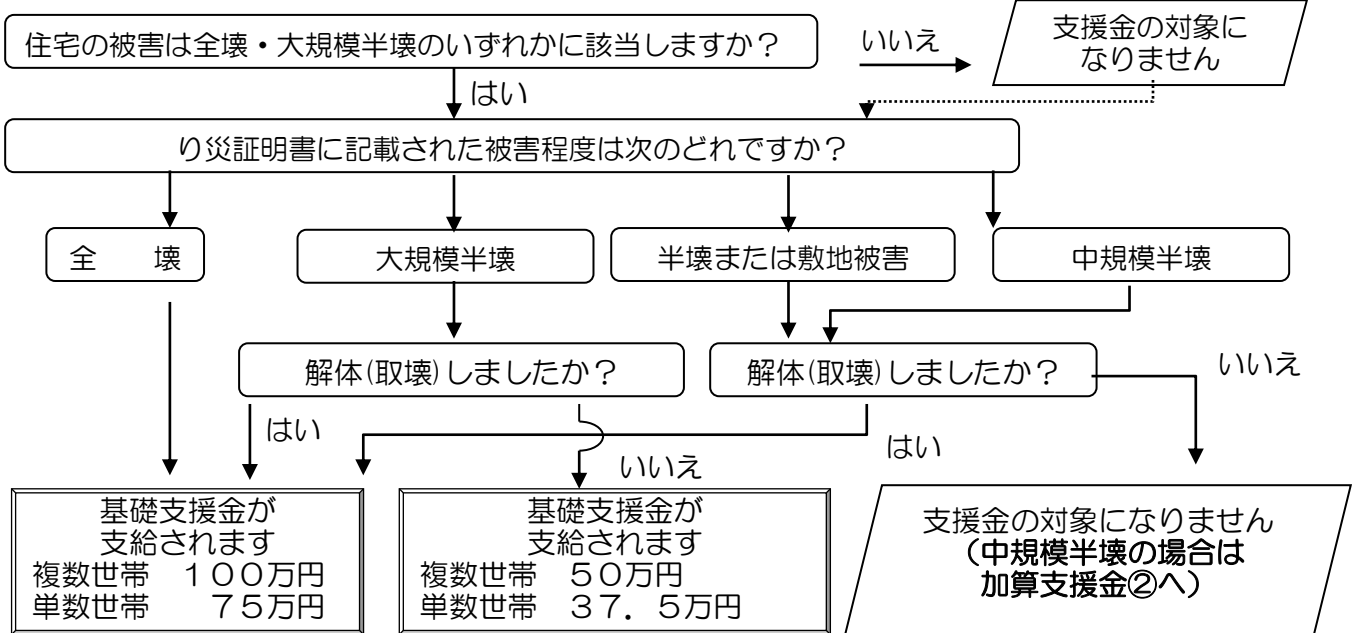 住宅の被害は全壊・大規模半壊のいずれかに該当しますか？
いいえ
支援金の対象に
なりません
はい
り災証明書に記載された被害程度は次のどれですか？
全　壊
大規模半壊
半壊または敷地被害
中規模半壊
解体(取壊)しましたか？
解体(取壊)しましたか？
いいえ
はい
はい
いいえ
基礎支援金が
支給されます
複数世帯　１００万円
単数世帯　　７５万円
基礎支援金が
支給されます
複数世帯　５０万円
単数世帯　３７．５万円
支援金の対象になりません
（中規模半壊の場合は
加算支援金②へ）